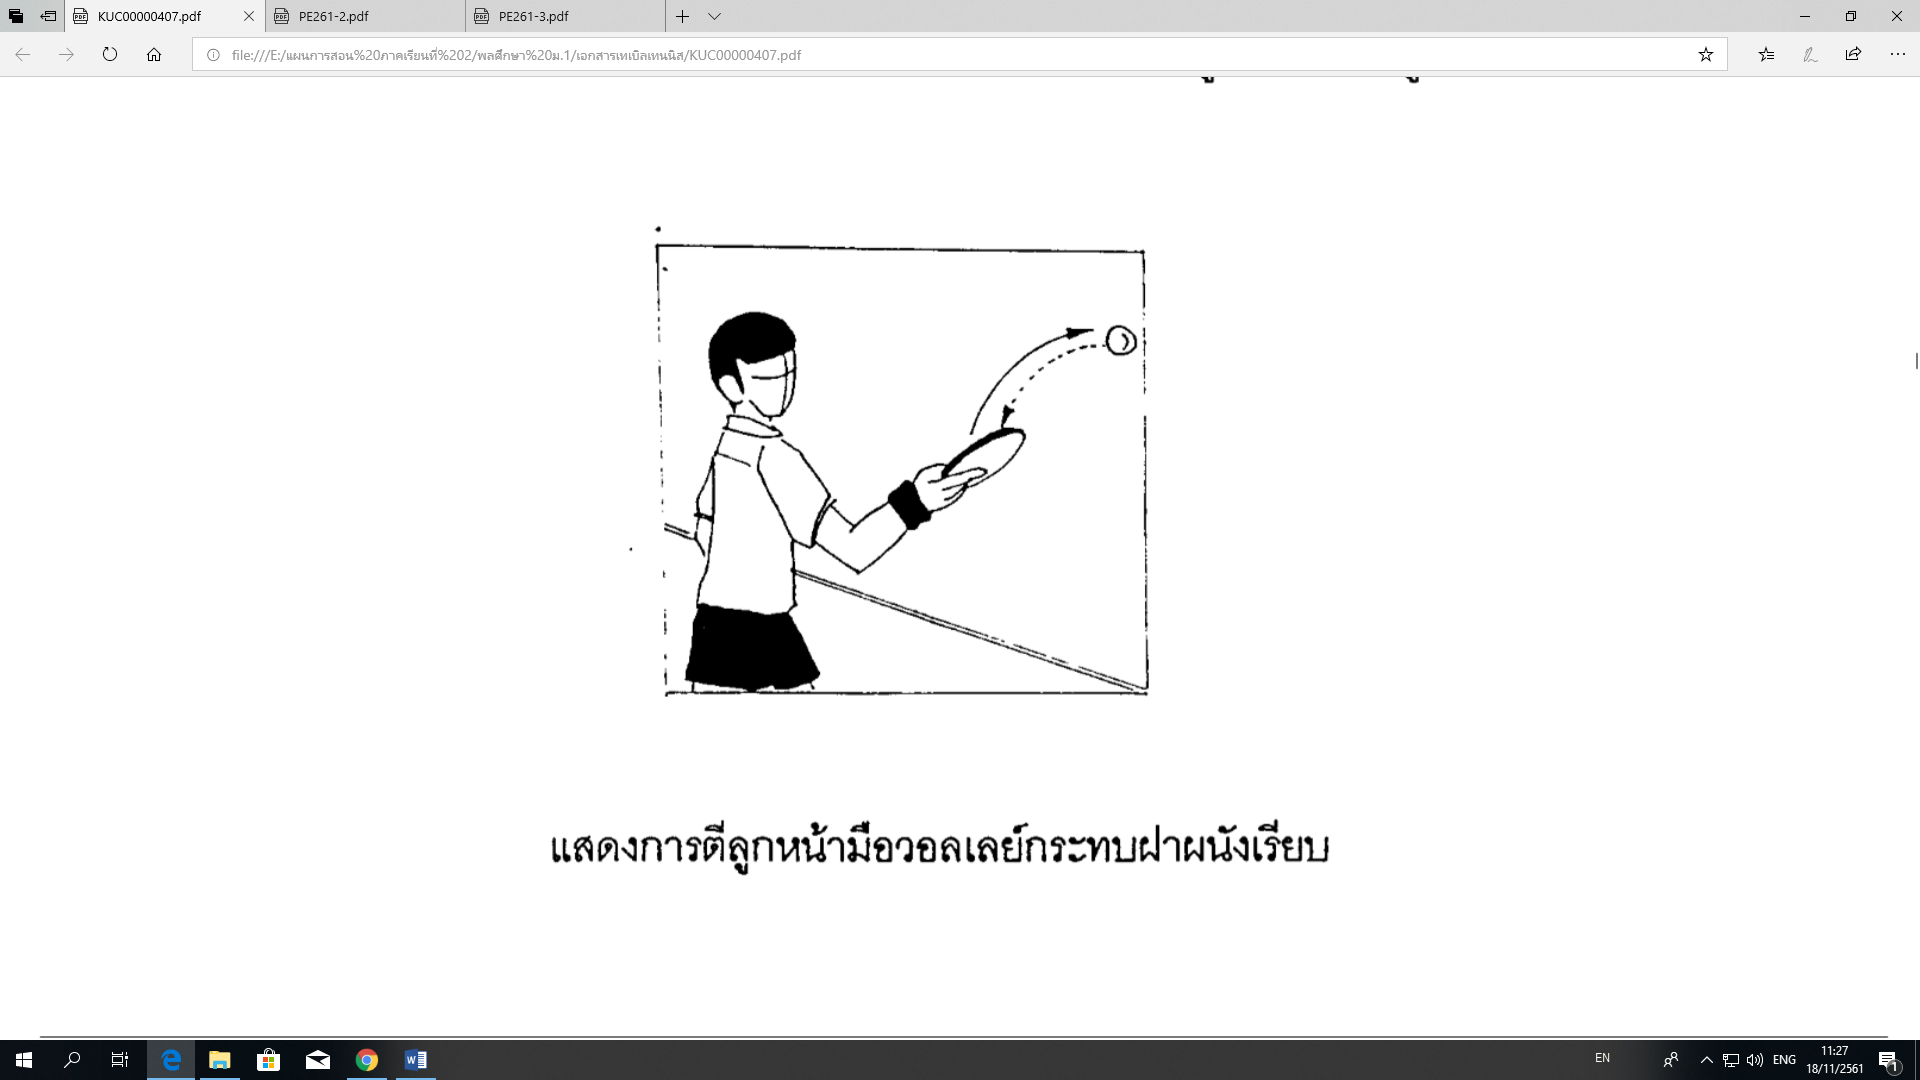 KUC00000407.pdf
PE261-2.pdf
PE261-3.pdf
file:///E:/แผนการสอน%20ภาคเรียนที่%202/พลศึกษา%20ม.1/เอกสารเทเบิลเทนนิส/KUC00000407.pdf
แสดงการตีลูกหน้ามือวอลเลย์กระทบฝาผนังเรียบ
EN
ENG
11:27
18/11/2561
1